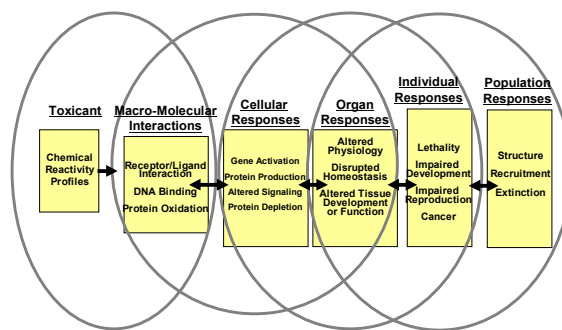 Toxicant
Chemical
Reactivity
Profiles
Macro-Molecular
Interactions
Receptor/Ligand
Interaction
DNA Binding
Protein Oxidation
Cellular
Responses
Gene Activation
Protein Production
Altered Signaling
Protein Depletion
Organ
Responses
Altered
Physiology
Disrupted
Homeostasis
Altered Tissue
Development
or Function
Individual
Responses
Lethality
Impaired
Development
Impaired
Reproduction
Cancer
Population
Responses
Structure
Recruitment
Extinction